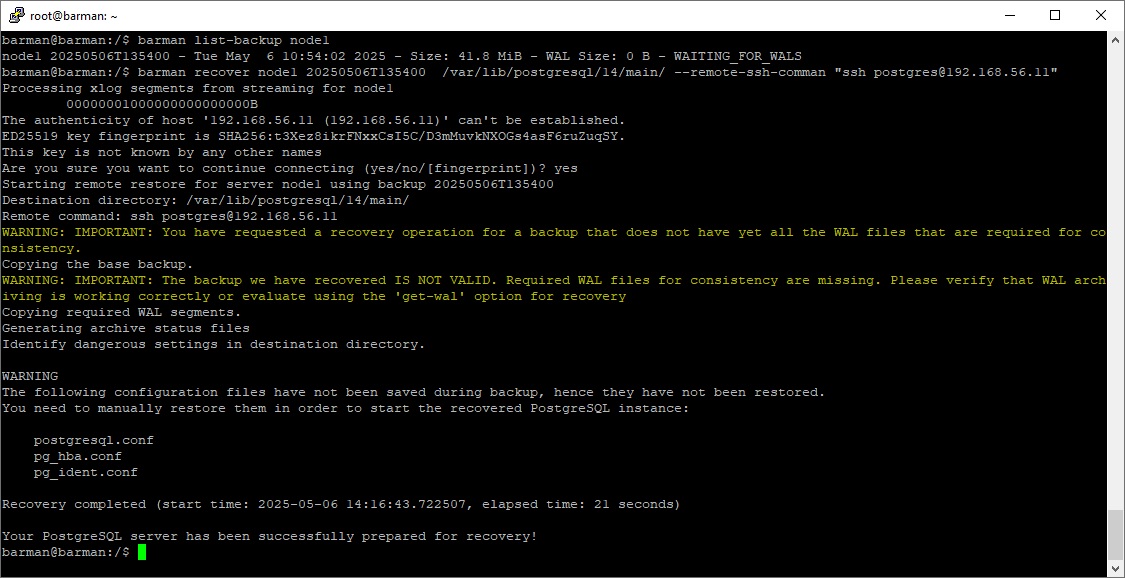 root@barman: ~
barman@barman:/$ barman list-backup node1
node1 20250506T135400 - Tue May  6 10:54:02 2025 - Size: 41.8 MiB - WAL Size: 0 B - WAITING_FOR_WALS
barman@barman:/$ barman recover node1 20250506T135400  /var/lib/postgresql/14/main/ --remote-ssh-comman "ssh postgres@192.168.56.11"
Processing xlog segments from streaming for node1
        00000001000000000000000B
The authenticity of host '192.168.56.11 (192.168.56.11)' can't be established.
ED25519 key fingerprint is SHA256:t3Xez8ikrFNxxCsI5C/D3mMuvkNXOGs4asF6ruZuqSY.
This key is not known by any other names
Are you sure you want to continue connecting (yes/no/[fingerprint])? yes
Starting remote restore for server node1 using backup 20250506T135400
Destination directory: /var/lib/postgresql/14/main/
Remote command: ssh postgres@192.168.56.11
WARNING: IMPORTANT: You have requested a recovery operation for a backup that does not have yet all the WAL files that are required for co
nsistency.
Copying the base backup.
WARNING: IMPORTANT: The backup we have recovered IS NOT VALID. Required WAL files for consistency are missing. Please verify that WAL arch
iving is working correctly or evaluate using the 'get-wal' option for recovery
Copying required WAL segments.
Generating archive status files
Identify dangerous settings in destination directory.

WARNING
The following configuration files have not been saved during backup, hence they have not been restored.
You need to manually restore them in order to start the recovered PostgreSQL instance:

    postgresql.conf
    pg_hba.conf
    pg_ident.conf

Recovery completed (start time: 2025-05-06 14:16:43.722507, elapsed time: 21 seconds)

Your PostgreSQL server has been successfully prepared for recovery!
barman@barman:/$